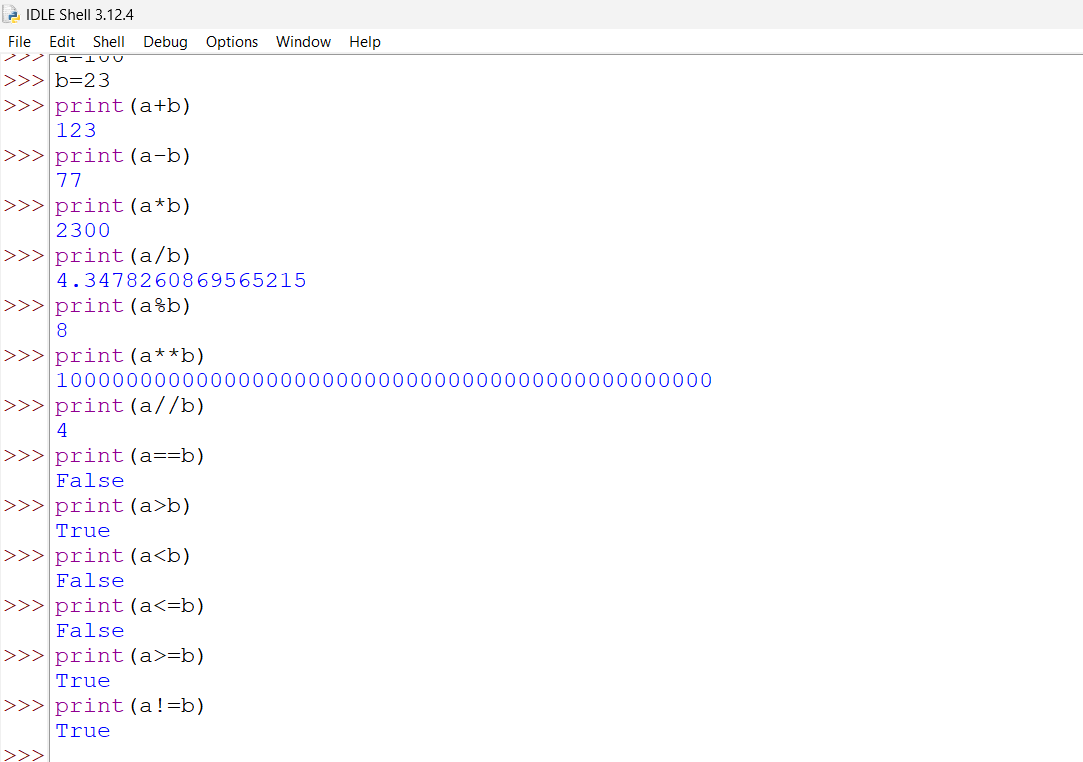 IDLE Shell 3.12.4
File Edit Shell Debug Options Window Help
>>> a=100
>>> b=23
>>> print(a+b)
123
>>> print(a-b)
77
>>> print(a*b)
2300
>>> print(a/b)
4.3478260869565215
>>> print(a%b)
8
>>> print(a**b)
10000000000000000000000000000000000000000000000
>>> print(a//b)
4
>>> print(a==b)
False
>>> print(a>b)
True
>>> print(a<b)
False
>>> print(a<=b)
False
>>> print(a>=b)
True
>>> print(a!=b)
True
>>>